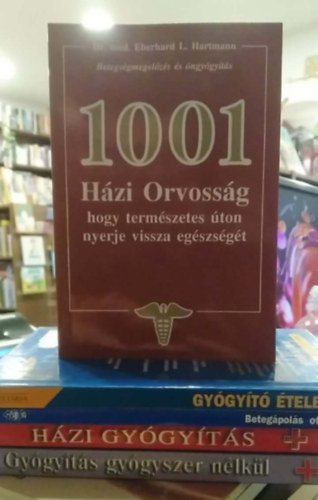 Dr. med. Eberhard L. Hartmann
Betegségmegelőzés és öngyógyítás
1001
Házi Orvosság
hogy természetes úton
nyerje vissza egészségét
GYÓGYÍTÓ ÉTELE
Betegápolás ot
HÁZI GYÓGYÍTÁS
Gyógyítás gyógyszer nélkül